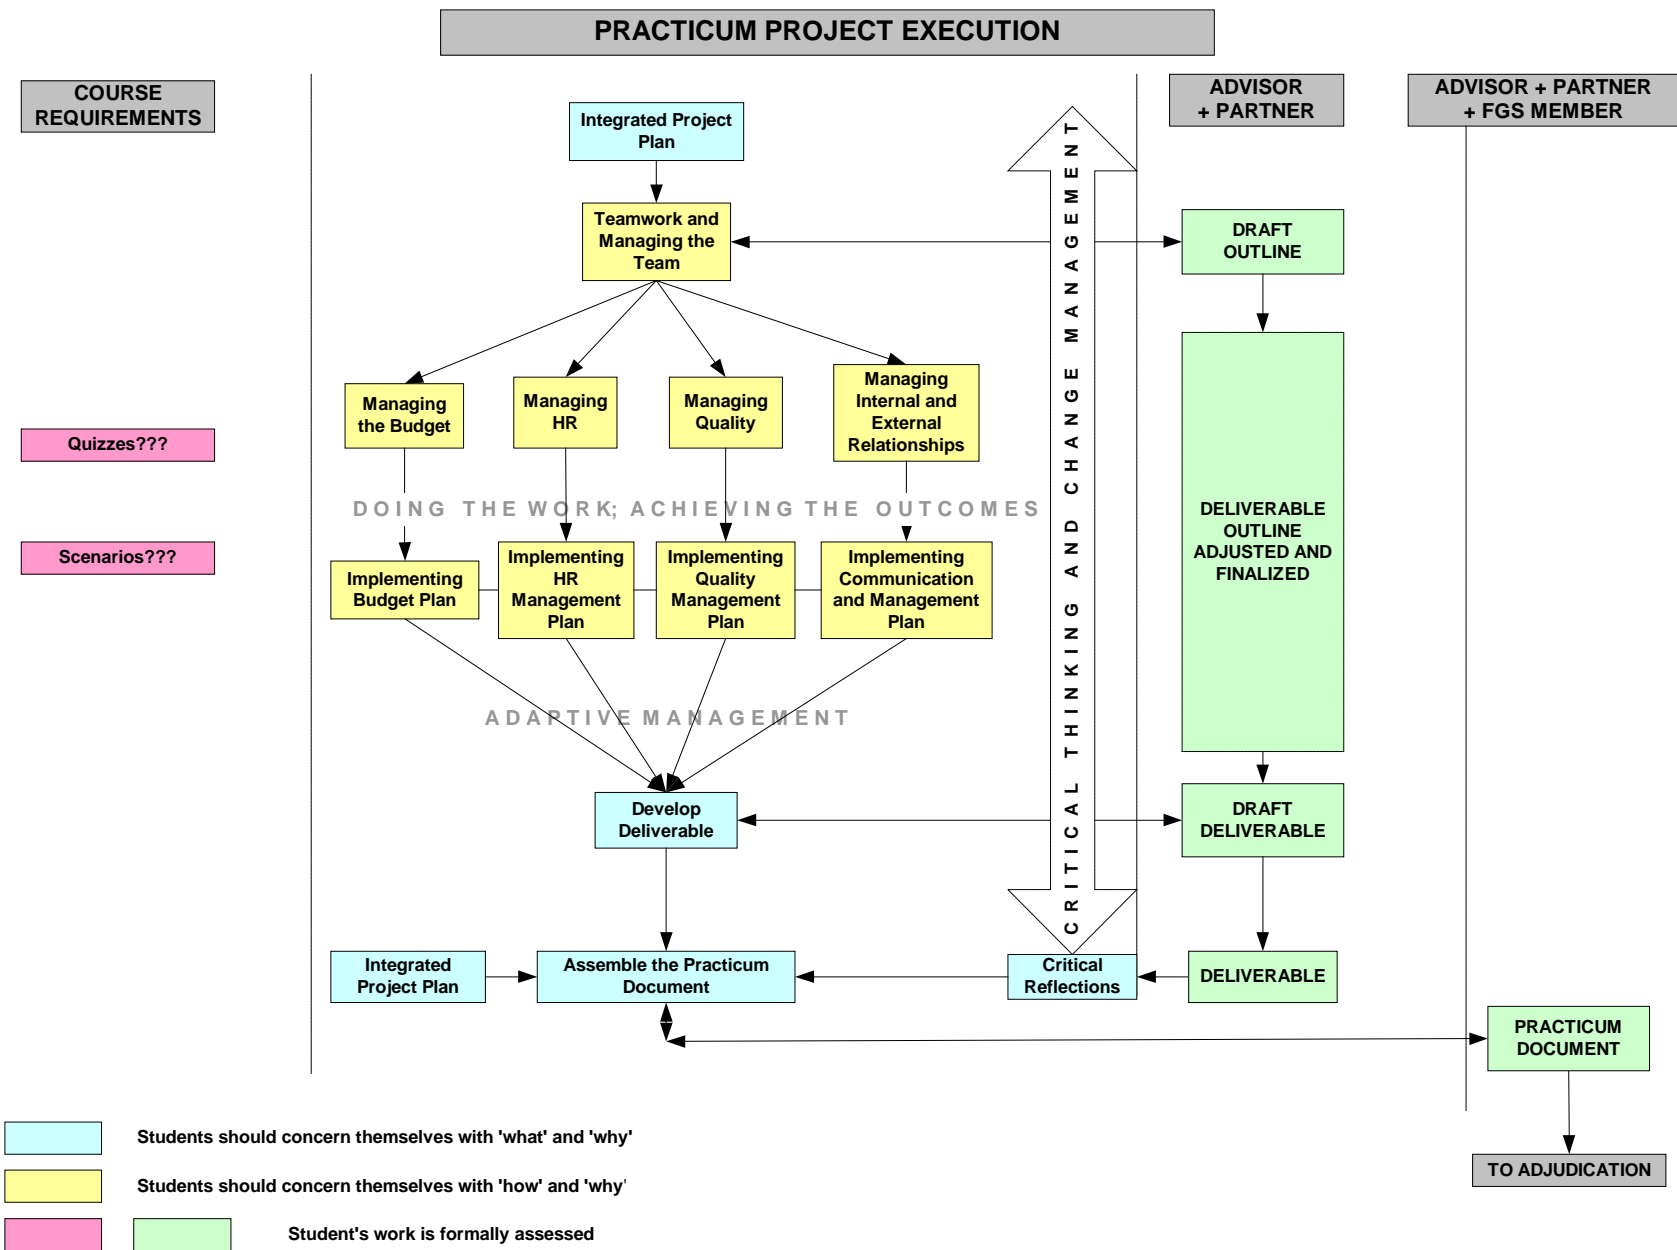 PRACTICUM PROJECT EXECUTION
COURSE
REQUIREMENTS
ADVISOR
+ PARTNER
ADVISOR + PARTNER
+ FGS MEMBER
Integrated Project
Plan
Teamwork and
Managing the
Team
DRAFT
OUTLINE
Managing
the Budget
Managing
HR
Managing
Quality
Managing
Internal and
External
Relationships
Quizzes???
DOING THE WORK; ACHIEVING THE OUTCOMES
Scenarios???
Implementing
Budget Plan
Implementing
HR
Management
Plan
Implementing
Quality
Management
Plan
Implementing
Communication
and Management
Plan
CRITICAL THINKING AND CHANGE MANAGEMENT
DELIVERABLE
OUTLINE
ADJUSTED AND
FINALIZED
ADAPTIVE MANAGEMENT
Develop
Deliverable
DRAFT
DELIVERABLE
Integrated
Project Plan
Assemble the Practicum
Document
Critical
Reflections
DELIVERABLE
PRACTICUM
DOCUMENT
TO ADJUDICATION
Students should concern themselves with 'what' and 'why'
Students should concern themselves with 'how' and 'why'
Student's work is formally assessed